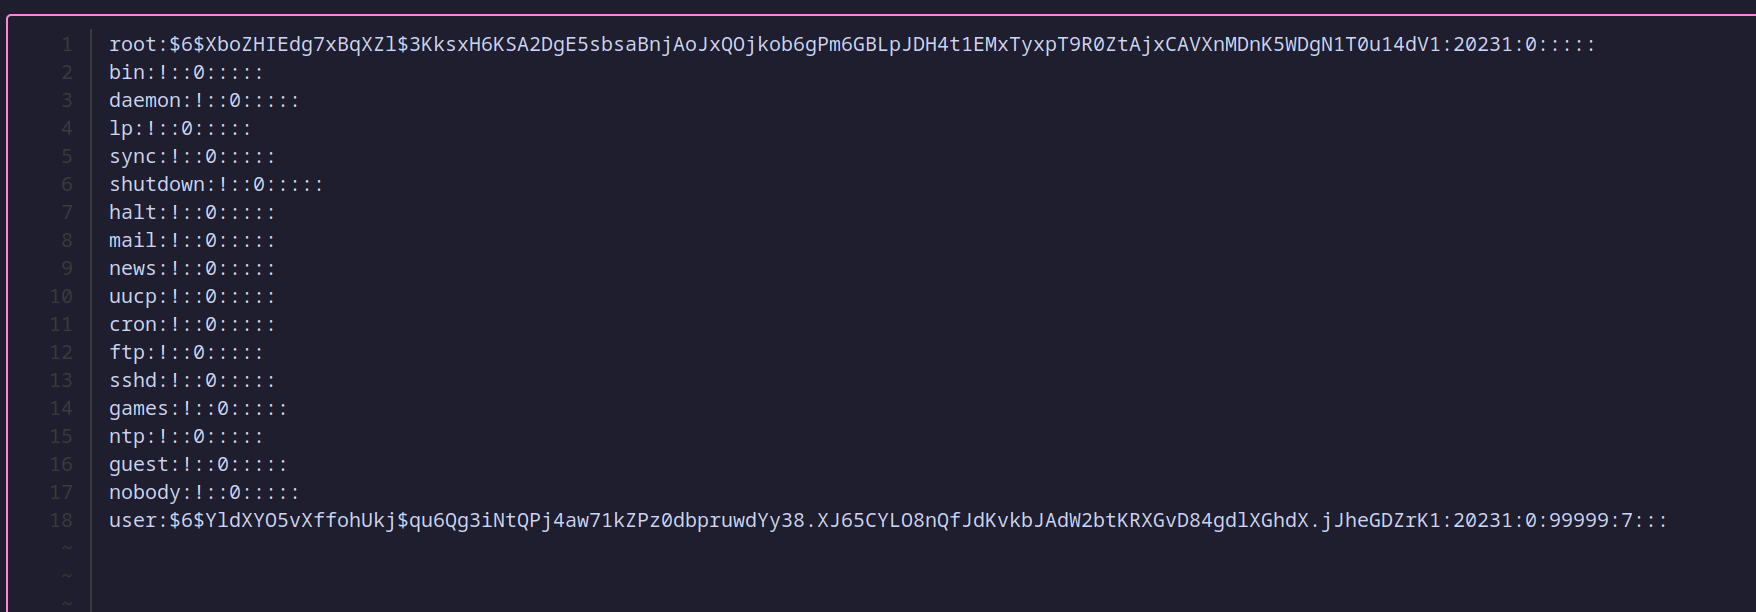 1 root:$6$XboZHIEdg7xBqXZl$3KksxH6KSA2DgE5sbsaBnjAoJxQOjkob6gPm6GBLpJDH4t1EMxTyxpT9R0ZtAjxCAVXnMDnK5WDgN1T0u14dV1:20231:0:::::
2 bin:!::0:::::
3 daemon:!::0:::::
4 lp:!::0:::::
5 sync:!::0:::::
6 shutdown:!::0:::::
7 halt:!::0:::::
8 mail:!::0:::::
9 news:!::0:::::
10 uucp:!::0:::::
11 cron:!::0:::::
12 ftp:!::0:::::
13 sshd:!::0:::::
14 games:!::0:::::
15 ntp:!::0:::::
16 guest:!::0:::::
17 nobody:!::0:::::
18 user:$6$YldXYO5vXffohUkj$qu6Qg3iNtQPj4aw71kZPz0dbpruwdYy38.XJ65CYLO8nQfJdKvkbJAdW2btKRXGvD84gdlXGhdX.jJheGDZrK1:20231:0:99999:7:::
~
~
~